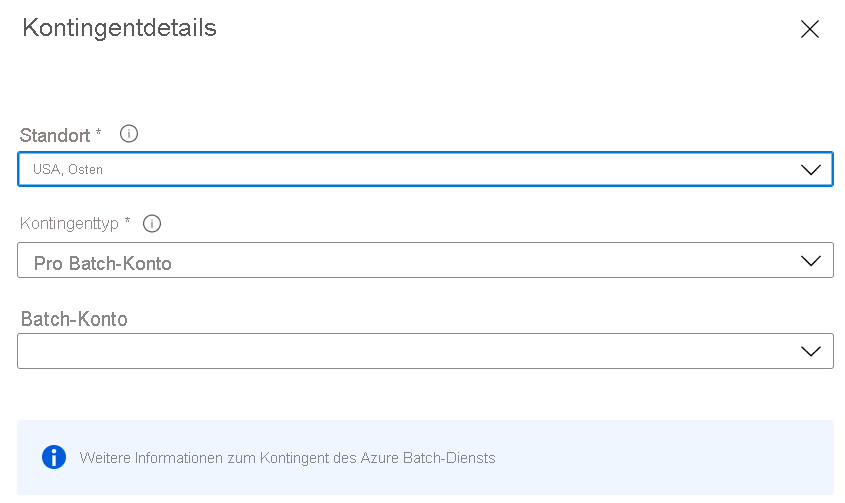 Kontingentdetails
Standort *
USA, Osten
Kontingenttyp *
Pro Batch-Konto
Batch-Konto
Weitere Informationen zum Kontingent des Azure Batch-Diensts